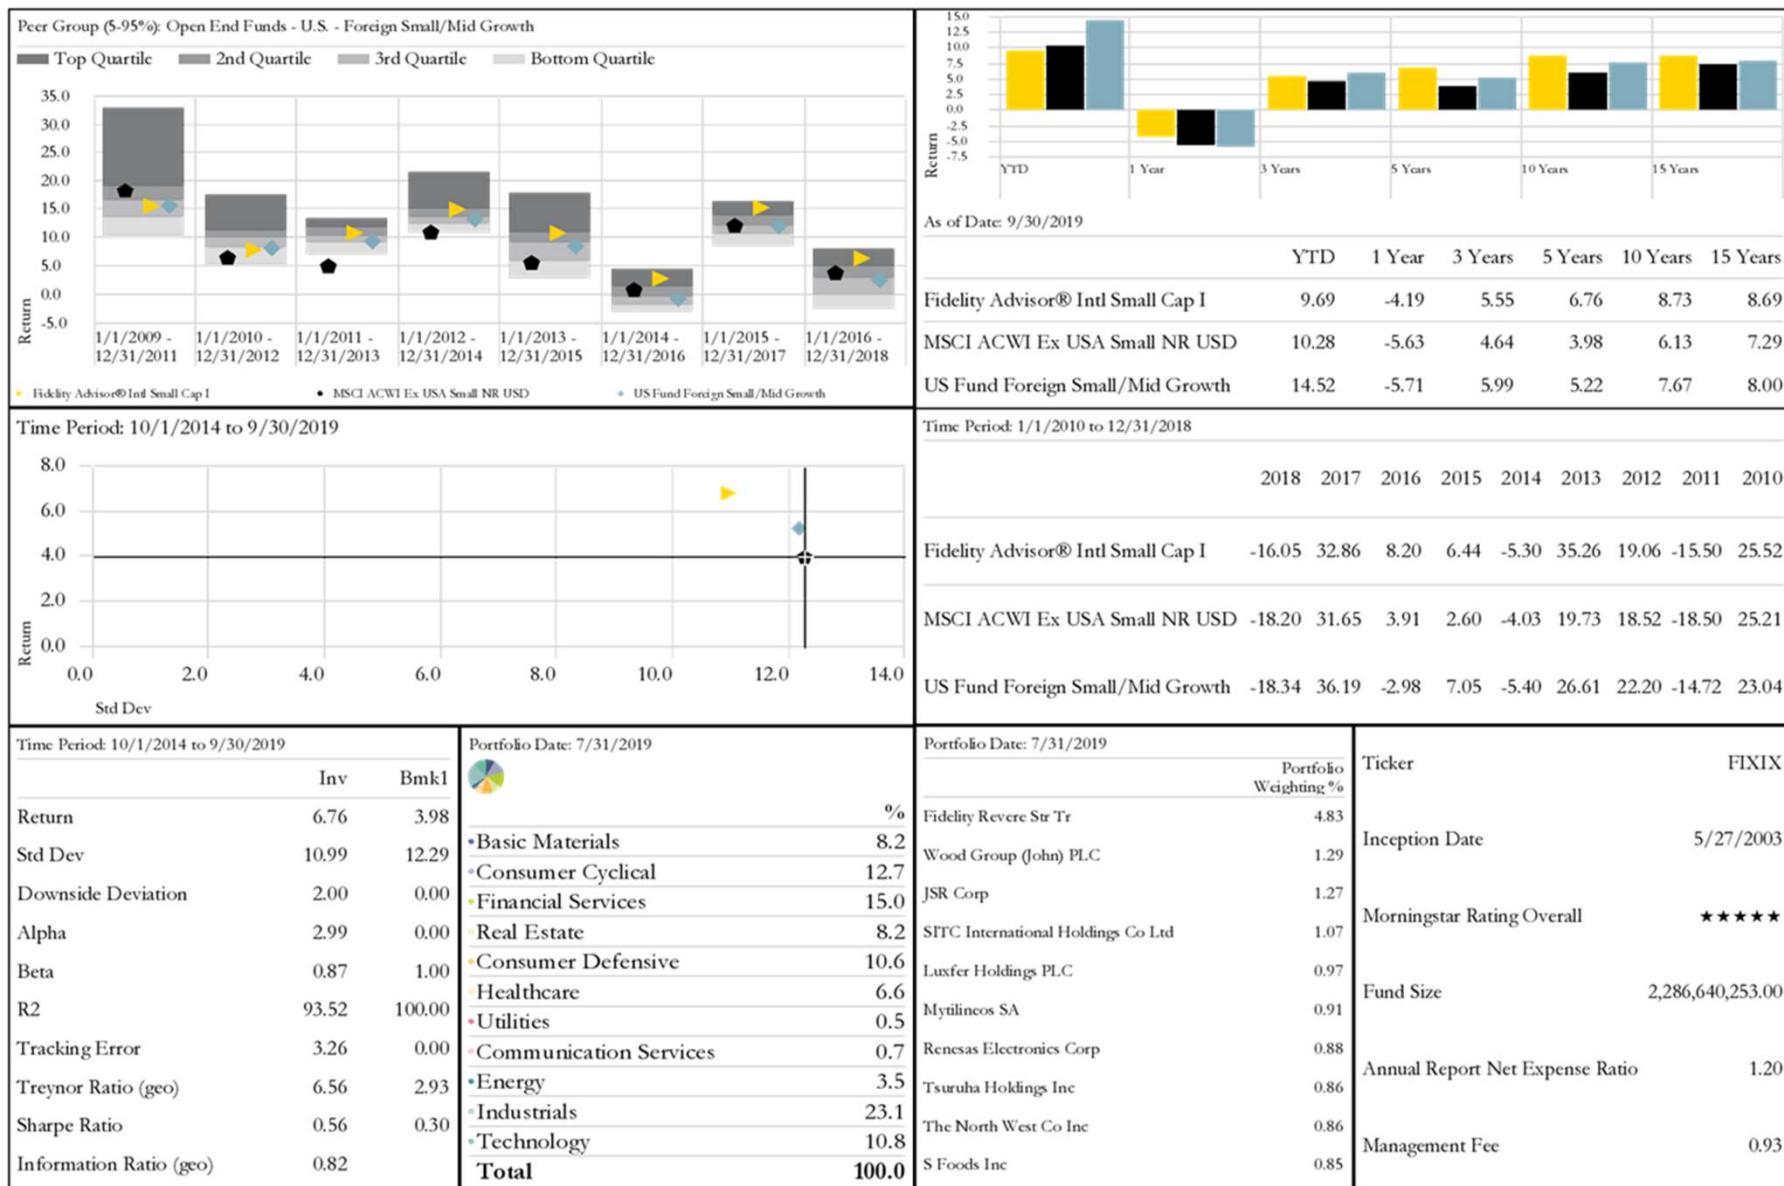 Peer Group (5-95%): Open End Funds - U.S. - Foreign Small/Mid Growth
Top Quartile 2nd Quartile 3rd Quartile Bottom Quartile
35.0
30.0
25.0
20.0
15.0
10.0
5.0
0.0
-5.0
Return
1/1/2009 - 1/1/2010 - 1/1/2011 - 1/1/2012 - 1/1/2013 - 1/1/2014 - 1/1/2015 - 1/1/2016 -
12/31/2011 12/31/2012 12/31/2013 12/31/2014 12/31/2015 12/31/2016 12/31/2017 12/31/2018
Fidelity Advisor® Intl Small Cap I MSCI ACWI Ex USA Small NR USD US Fund Foreign Small/Mid Growth
15.0
12.5
10.0
7.5
5.0
2.5
0.0
-2.5
-5.0
-7.5
Return
YTD 1 Year 3 Years 5 Years 10 Years 15 Years
As of Date: 9/30/2019
YTD 1 Year 3 Years 5 Years 10 Years 15 Years
Fidelity Advisor® Intl Small Cap I 9.69 -4.19 5.55 6.76 8.73 8.69
MSCI ACWI Ex USA Small NR USD 10.28 -5.63 4.64 3.98 6.13 7.29
US Fund Foreign Small/Mid Growth 14.52 -5.71 5.99 5.22 7.67 8.00
Time Period: 10/1/2014 to 9/30/2019
8.0
6.0
4.0
2.0
0.0
Return
0.0 2.0 4.0 6.0 8.0 10.0 12.0 14.0
Std Dev
Time Period: 1/1/2010 to 12/31/2018
2018 2017 2016 2015 2014 2013 2012 2011 2010
Fidelity Advisor® Intl Small Cap I -16.05 32.86 8.20 6.44 -5.30 35.26 19.06 -15.50 25.52
MSCI ACWI Ex USA Small NR USD -18.20 31.65 3.91 2.60 -4.03 19.73 18.52 -18.50 25.21
US Fund Foreign Small/Mid Growth -18.34 36.19 -2.98 7.05 -5.40 26.61 22.20 -14.72 23.04
Time Period: 10/1/2014 to 9/30/2019
Inv Bmk1
Return 6.76 3.98
Std Dev 10.99 12.29
Downside Deviation 2.00 0.00
Alpha 2.99 0.00
Beta 0.87 1.00
R2 93.52 100.00
Tracking Error 3.26 0.00
Treynor Ratio (geo) 6.56 2.93
Sharpe Ratio 0.56 0.30
Information Ratio (geo) 0.82
Portfolio Date: 7/31/2019
%
Basic Materials 8.2
Consumer Cyclical 12.7
Financial Services 15.0
Real Estate 8.2
Consumer Defensive 10.6
Healthcare 6.6
Utilities 0.5
Communication Services 0.7
Energy 3.5
Industrials 23.1
Technology 10.8
Total 100.0
Portfolio Date: 7/31/2019
Portfolio
Weighting %
Fidelity Revere Str Tr 4.83
Wood Group (John) PLC 1.29
JSR Corp 1.27
SITC International Holdings Co Ltd 1.07
Luxfer Holdings PLC 0.97
Mytilineos SA 0.91
Renesas Electronics Corp 0.88
Tsuruha Holdings Inc 0.86
The North West Co Inc 0.86
S Foods Inc 0.85
Ticker FIXIX
Inception Date 5/27/2003
Morningstar Rating Overall ★★★★★
Fund Size 2,286,640,253.00
Annual Report Net Expense Ratio 1.20
Management Fee 0.93